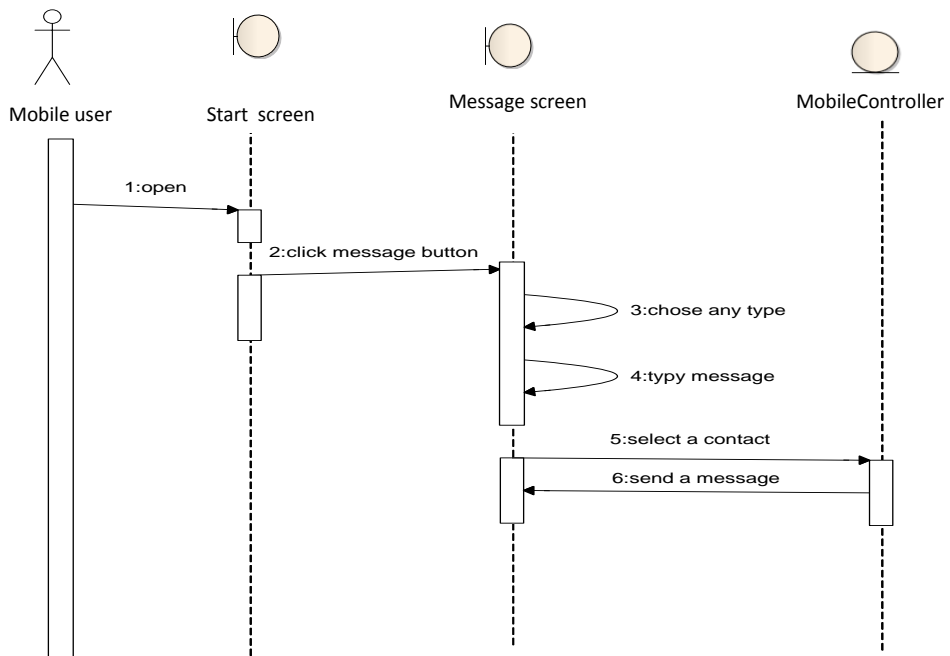 Mobile user
Start screen
Message screen
MobileController
1:open
2:click message button
3:chose any type
4:typy message
5:select a contact
6:send a message